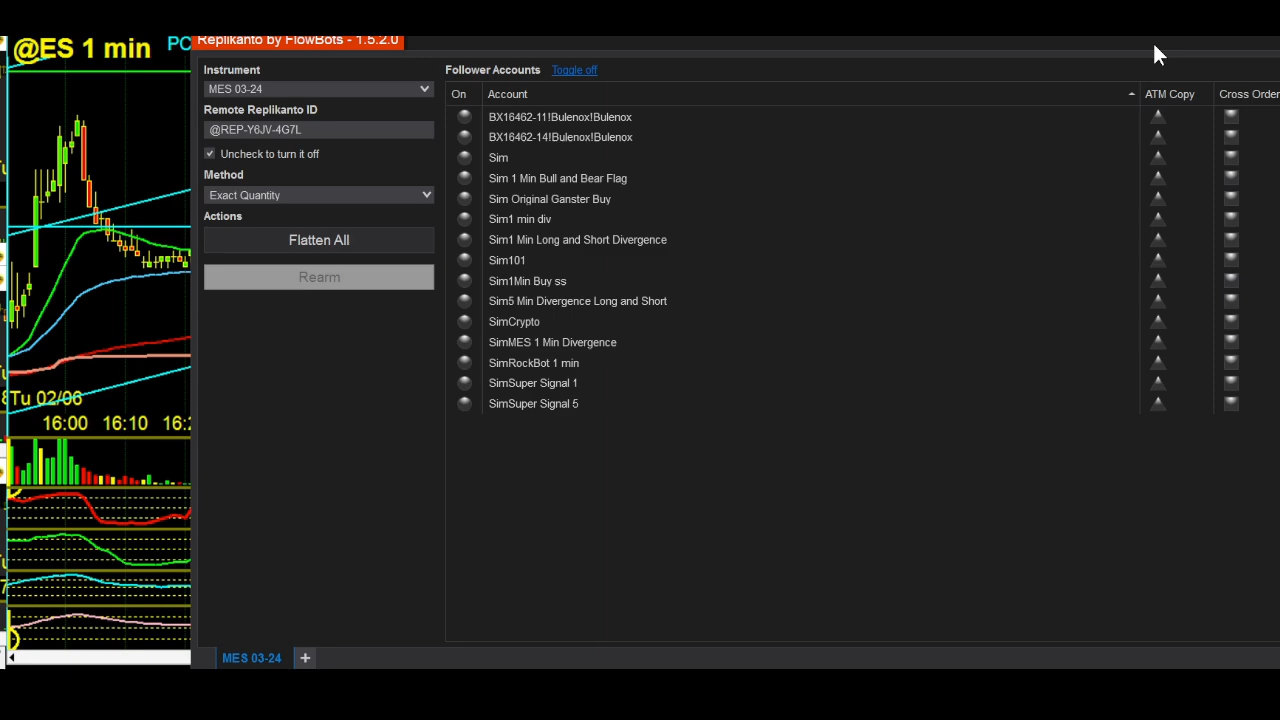 @ES 1 min
PC
Tu 02/06
16:00 16:10 16:2
Replikanto by FlowBots - 1.5.2.0
Instrument
MES 03-24
Remote Replikanto ID
@REP-Y6JV-4G7L
Uncheck to turn it off
Method
Exact Quantity
Actions
Flatten All
Rearm
Follower Accounts Toggle off
On Account ATM Copy Cross Order
BX16462-11!Bulenox!Bulenox
BX16462-14!Bulenox!Bulenox
Sim
Sim 1 Min Bull and Bear Flag
Sim Original Ganster Buy
Sim1 min div
Sim1 Min Long and Short Divergence
Sim101
Sim1Min Buy ss
Sim5 Min Divergence Long and Short
SimCrypto
SimMES 1 Min Divergence
SimRockBot 1 min
SimSuper Signal 1
SimSuper Signal 5
MES 03-24 +